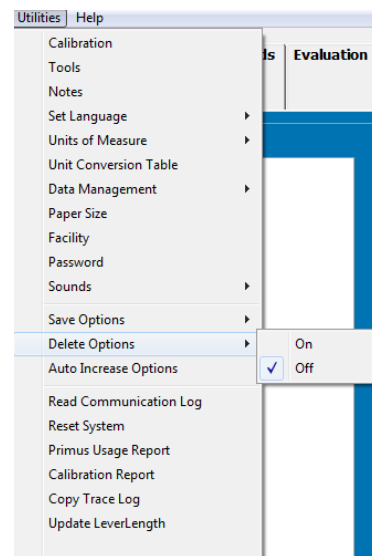 Utilities Help
ds Evaluation
Calibration
Tools
Notes
Set Language
Units of Measure
Unit Conversion Table
Data Management
Paper Size
Facility
Password
Sounds
Save Options
Delete Options
On
Off
Auto Increase Options
Read Communication Log
Reset System
Primus Usage Report
Calibration Report
Copy Trace Log
Update LeverLength